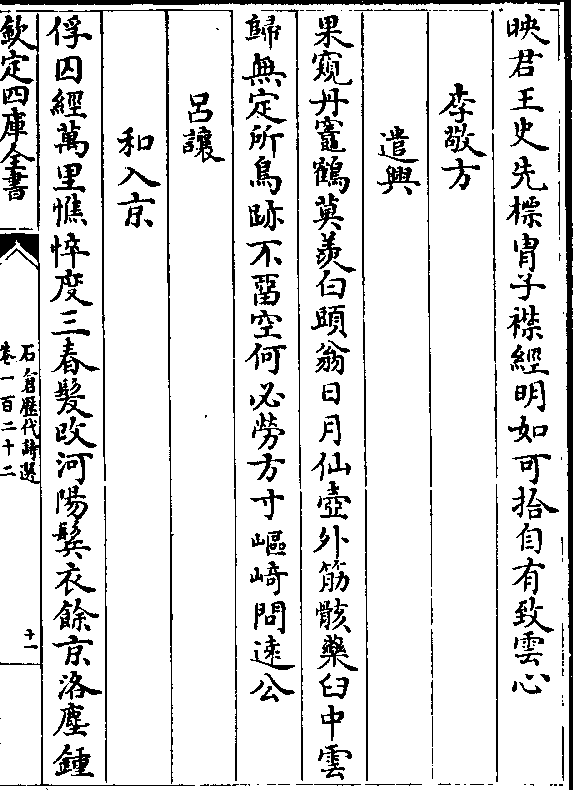 映君王史先標胄子襟經明如可拾自有致雲心
李敬方
遣興
果窺丹竈鶴莫羨白頭翁日月仙壺外筋骸藥臼中雲
歸無定所鳥跡不留空何必勞方寸嶇﨑問遠公
呂讓
和入京
俘囚經萬里憔悴度三春髮改河陽鬢衣餘京洛塵鍾
欽定四庫全書
石倉歷代詩選
卷一百二十二
十一